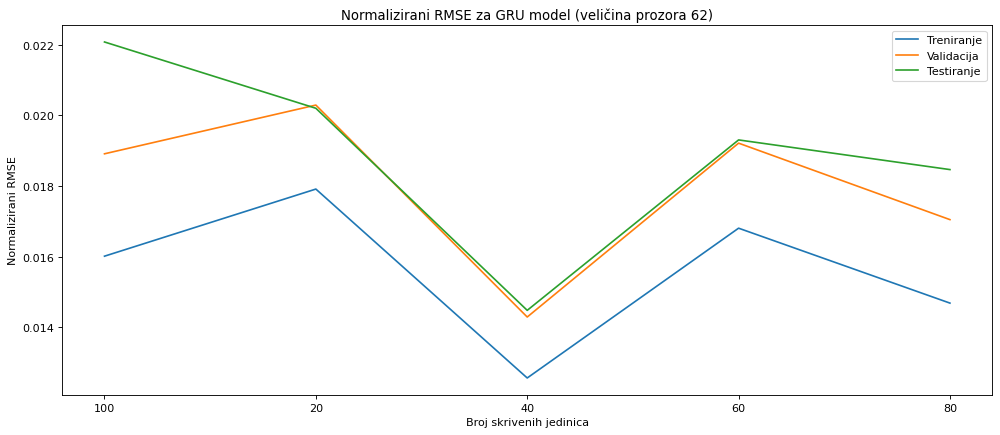 Normalizirani RMSE za GRU model (veličina prozora 62)
Treniranje
Validacija
Testiranje
Normalizirani RMSE
0.022
0.020
0.018
0.016
0.014
100 20 40 60 80
Broj skrivenih jedinica